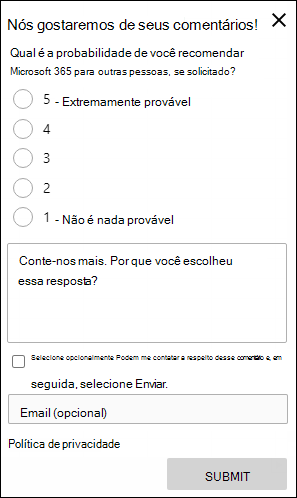 Nós gostaremos de seus comentários!
Qual é a probabilidade de você recomendar
Microsoft 365 para outras pessoas, se solicitado?
5 - Extremamente provável
4
3
2
1 - Não é nada provável
Conte-nos mais. Por que você escolheu
essa resposta?
Selecione opcionalmente Podem me contatar a respeito desse comentário e, em
seguida, selecione Enviar.
Email (opcional)
Política de privacidade
SUBMIT